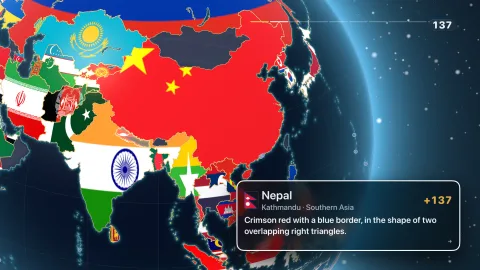 137
Nepal
Kathmandu · Southern Asia
+137
Crimson red with a blue border, in the shape of two
overlapping right triangles.